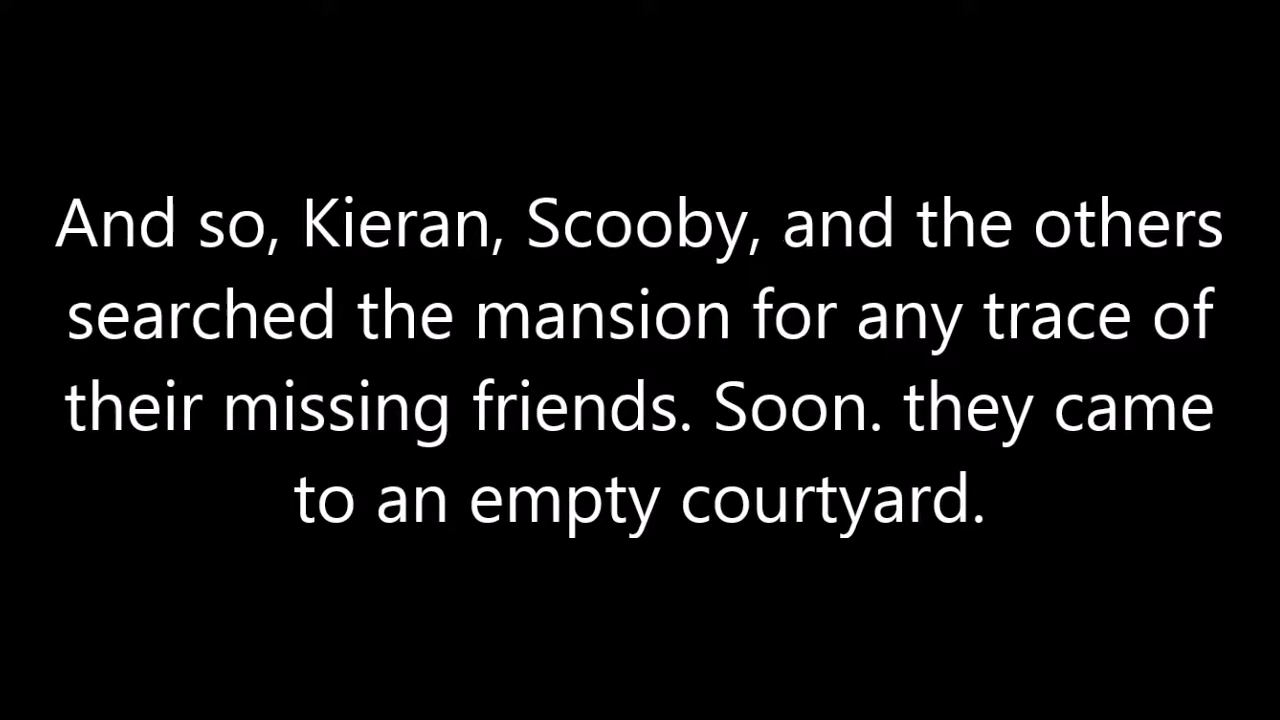 And so, Kieran, Scooby, and the others
searched the mansion for any trace of
their missing friends. Soon. they came
to an empty courtyard.